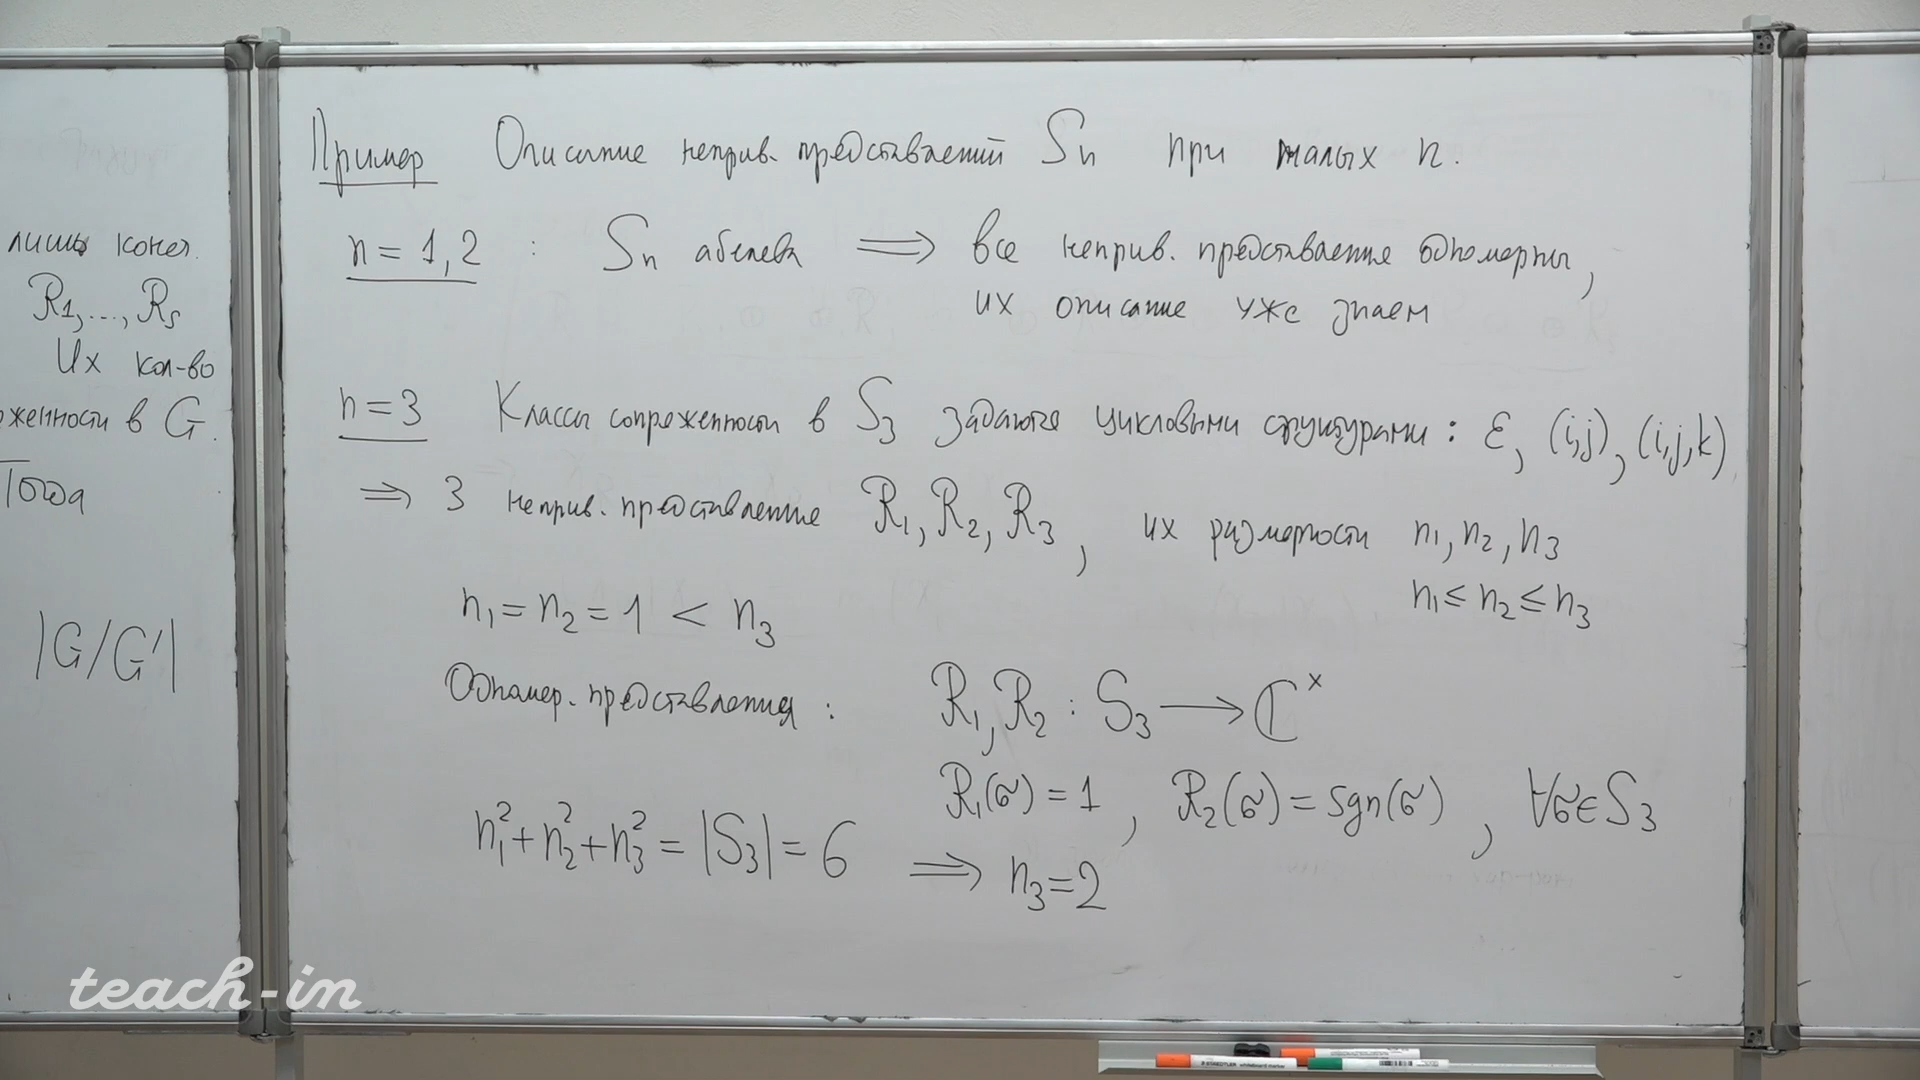 лишь конеч.
R₁,...,Rₛ
Их кол-во
женности в G.
Тогда
|G/G'|
Пример Описание неприв. представлений Sₙ при малых n.
n = 1,2 : Sₙ абелева ⟹ все неприв. представления одномерны,
их описание уже знаем
n = 3 Классы сопряженности в S₃ задаются цикловыми структурами: ε, (i,j), (i,j,k)
⟹ 3 неприв. представления R₁, R₂, R₃, их размерности n₁, n₂, n₃
n₁ ≤ n₂ ≤ n₃
n₁ = n₂ = 1 < n₃
Одномер. представления : R₁, R₂ : S₃ ⟶ ℂˣ
R₁(σ) = 1, R₂(σ) = sgn(σ), ∀σ∈S₃
n₁² + n₂² + n₃² = |S₃| = 6 ⟹ n₃ = 2
teach-in